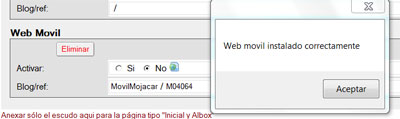 Blog/ref: /
Web Movil
Eliminar
Activar: Si No
Blog/ref: MovilMojacar / M04064
Anexar sólo el escudo aqui para la página tipo "Inicial y Albox"
Web movil instalado correctamente
Aceptar